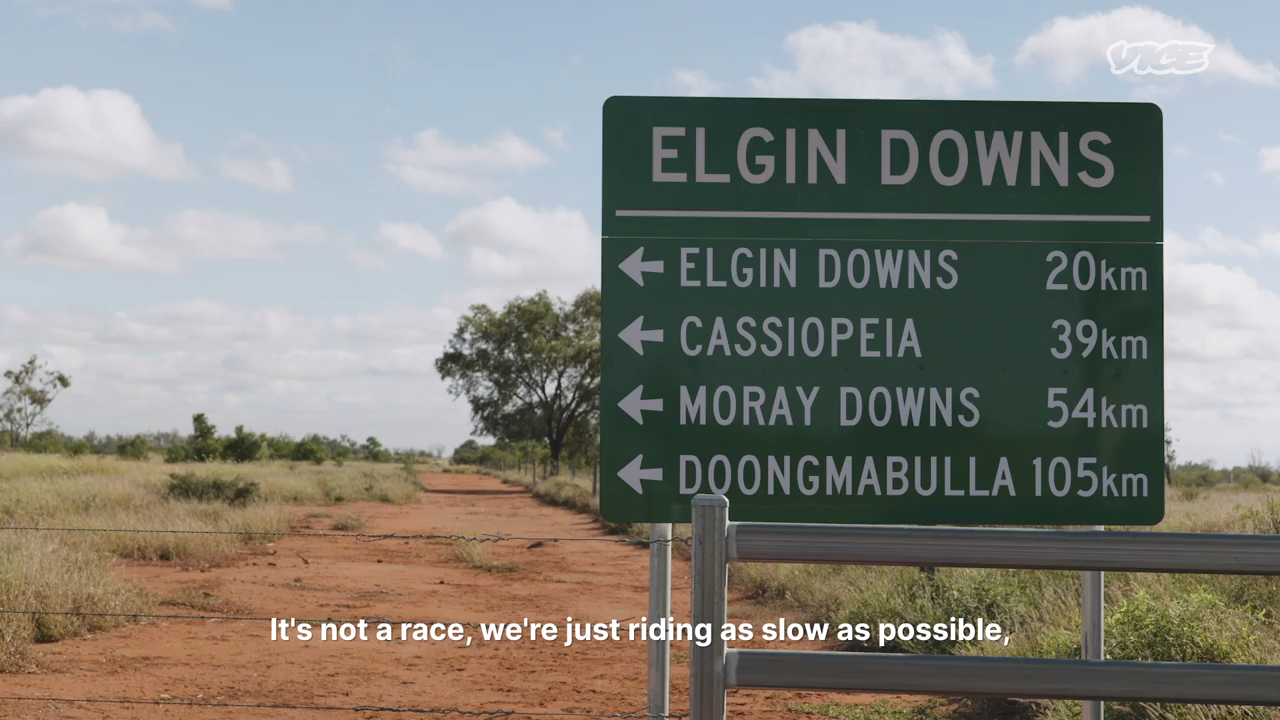 VICE
ELGIN DOWNS
ELGIN DOWNS 20km
CASSIOPEIA 39km
MORAY DOWNS 54km
DOONGMABULLA 105km
It's not a race, we're just riding as slow as possible,